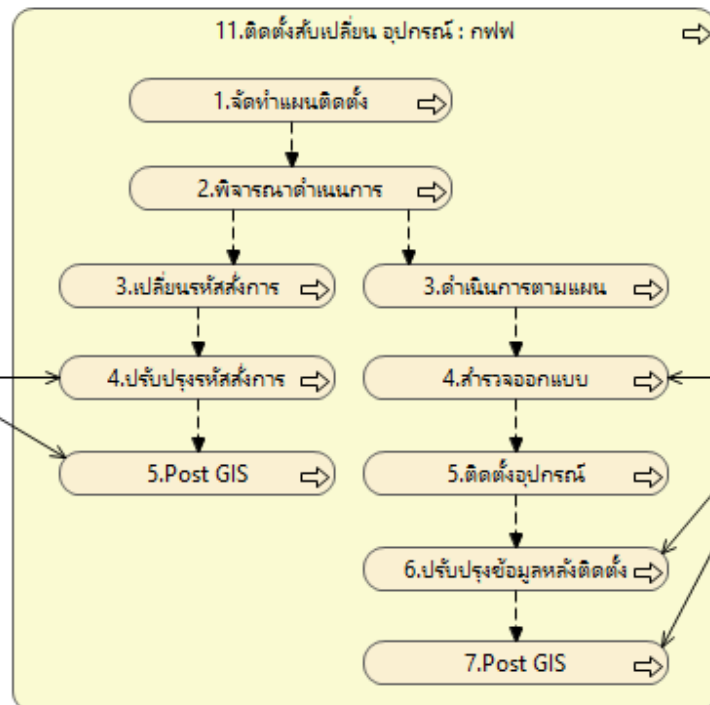 11.ติดตั้งสับเปลี่ยน อุปกรณ์ : กฟฟ
1.จัดทำแผนติดตั้ง
2.พิจารณาดำเนนการ
3.เปลี่ยนรหัสสั่งการ
3.ดำเนินการตามแผน
4.ปรับปรุงรหัสสั่งการ
4.สำรวจออกแบบ
5.Post GIS
5.ติดตั้งอุปกรณ์
6.ปรับปรุงข้อมูลหลังติดตั้ง
7.Post GIS